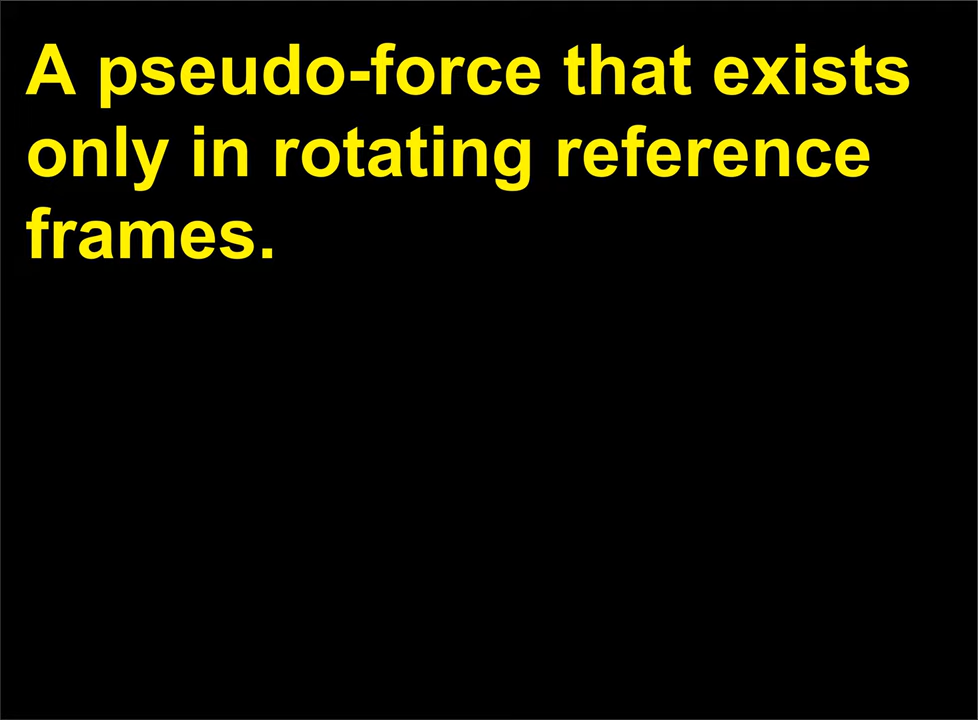 A pseudo-force that exists
only in rotating reference
frames.